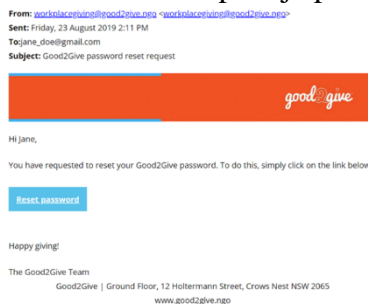 From: workplacegiving@good2give.ngo <workplacegiving@good2give.ngo>
Sent: Friday, 23 August 2019 2:11 PM
To:jane_doe@gmail.com
Subject: Good2Give password reset request
good2give
Hi Jane,
You have requested to reset your Good2Give password. To do this, simply click on the link below
Reset password
Happy giving!
The Good2Give Team
Good2Give | Ground Floor, 12 Holtermann Street, Crows Nest NSW 2065
www.good2give.ngo